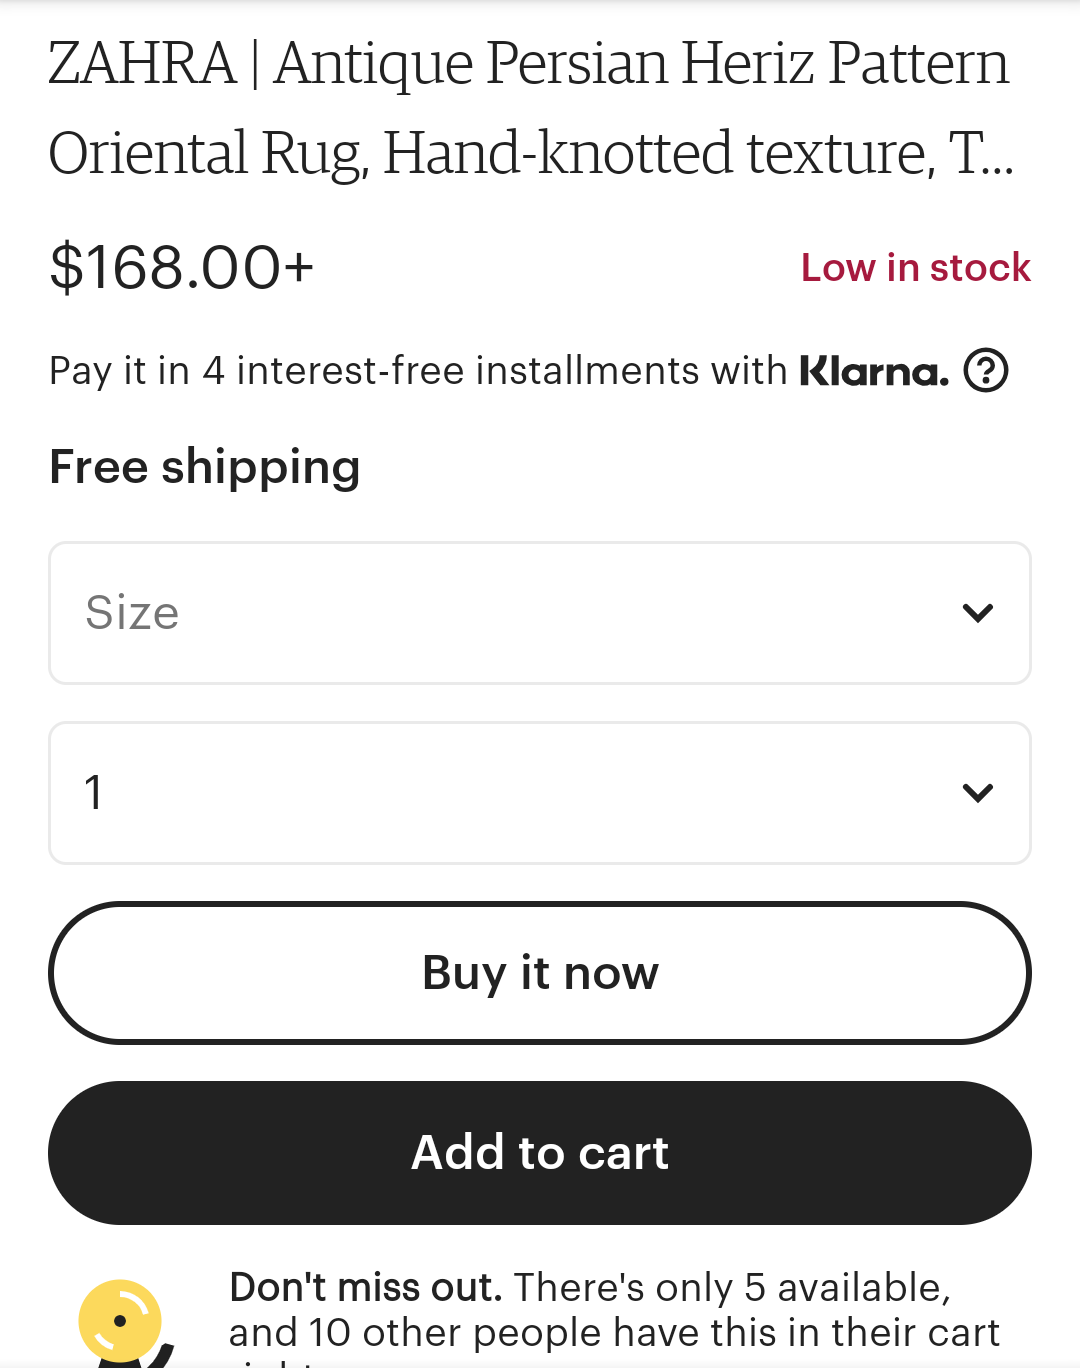 ZAHRA | Antique Persian Heriz Pattern
Oriental Rug, Hand-knotted texture, T...
$168.00+
Low in stock
Pay it in 4 interest-free installments with Klarna.
Free shipping
Size
1
Buy it now
Add to cart
Don't miss out. There's only 5 available,
and 10 other people have this in their cart